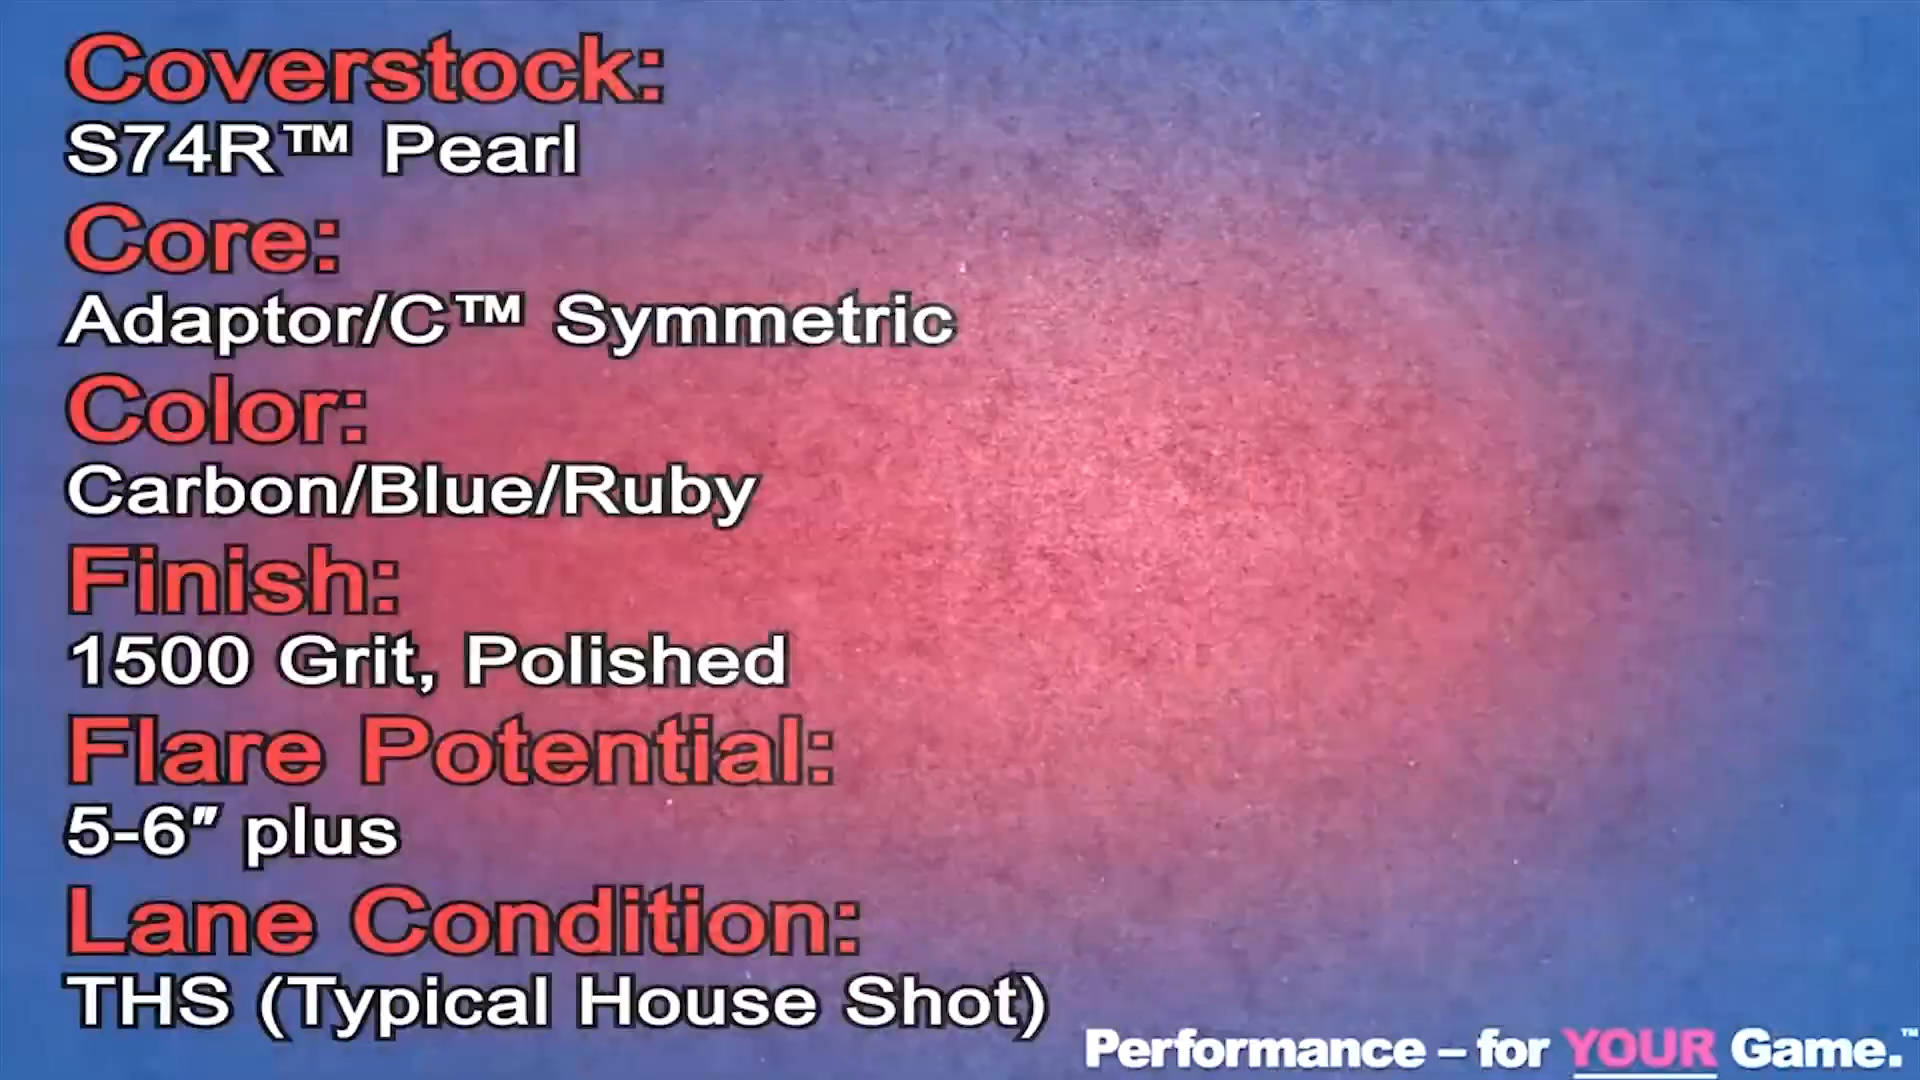 Coverstock:
S74R™ Pearl
Core:
Adaptor/C™ Symmetric
Color:
Carbon/Blue/Ruby
Finish:
1500 Grit, Polished
Flare Potential:
5-6″ plus
Lane Condition:
THS (Typical House Shot)
Performance – for YOUR Game.™